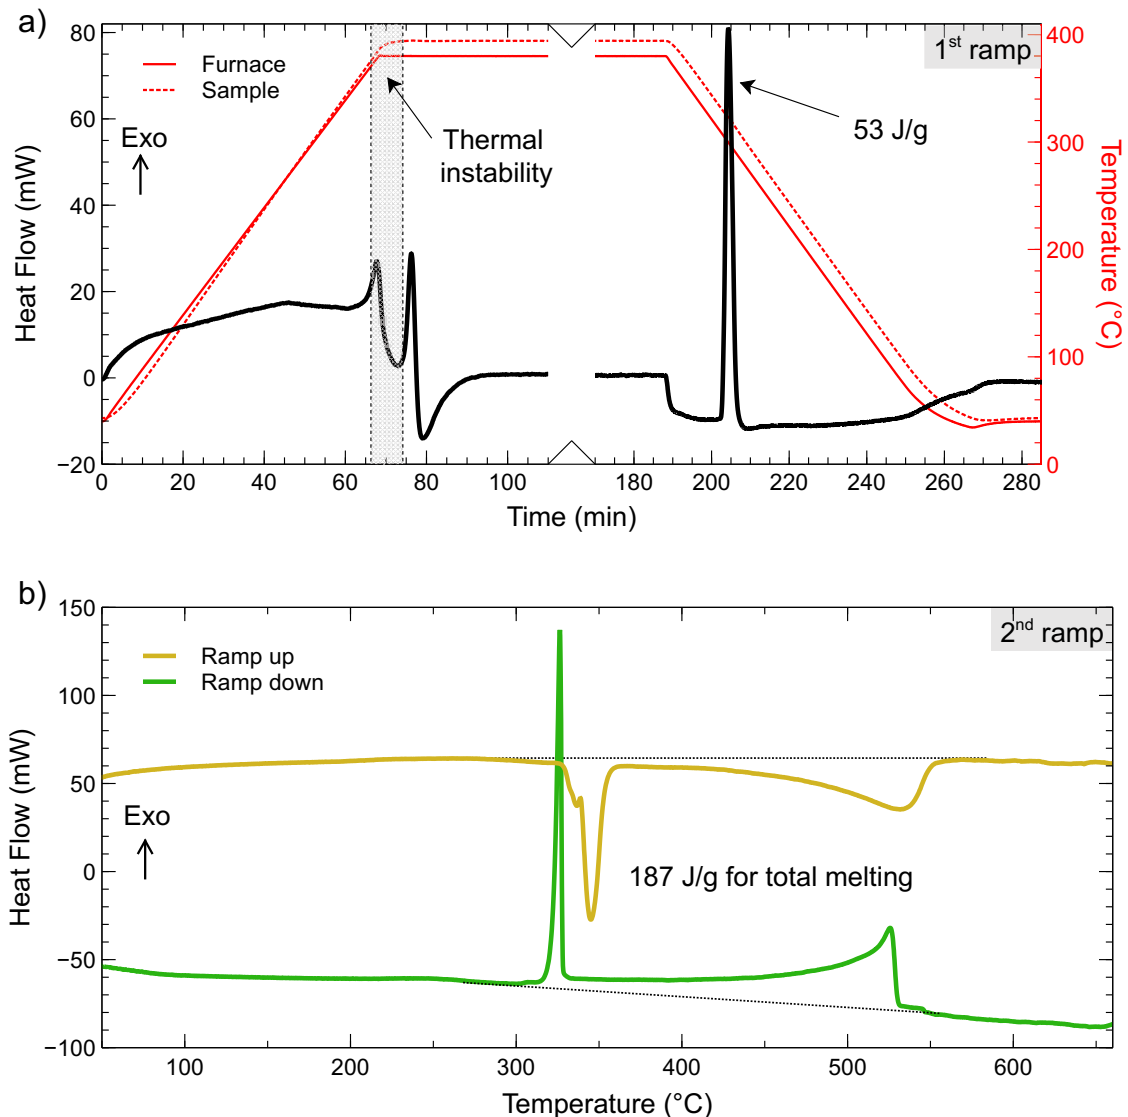 a)
1st ramp
Furnace
Sample
Exo
Thermal
instability
53 J/g
Heat Flow (mW)
80
60
40
20
0
−20
Temperature (°C)
400
300
200
100
0
0 20 40 60 80 100 180 200 220 240 260 280
Time (min)
b)
2nd ramp
Ramp up
Ramp down
Exo
187 J/g for total melting
Heat Flow (mW)
150
100
50
0
−50
−100
100 200 300 400 500 600
Temperature (°C)